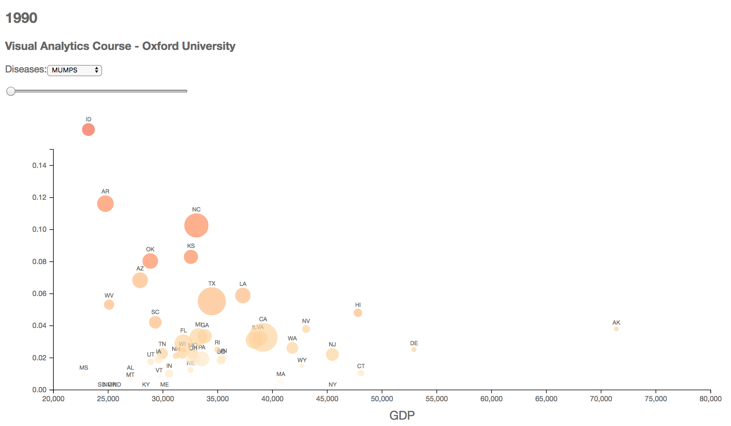 1990
Visual Analytics Course - Oxford University
Diseases: MUMPS
ID
0.14
AR
0.12
NC
0.10
KS
OK
0.08
AZ
TX
LA
0.06
WV
HI
SC
NV
CA
AK
0.04
FL
GA
WA
RI
NJ
DE
TN
PA
UT
WY
0.02
IN
CT
MS
AL
VT
MT
MA
KY
ME
NY
0.00
20,000
25,000
30,000
35,000
40,000
45,000
50,000
55,000
60,000
65,000
70,000
75,000
80,000
GDP